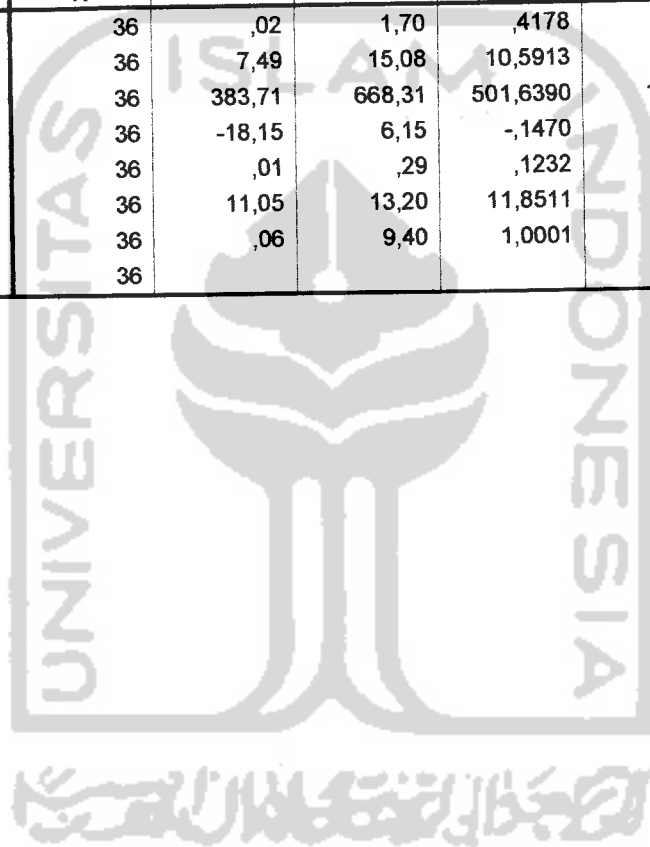 36 ,02 1,70 ,4178
36 7,49 15,08 10,5913
36 383,71 668,31 501,6390
36 -18,15 6,15 -,1470
36 ,01 ,29 ,1232
36 11,05 13,20 11,8511
36 ,06 9,40 1,0001
36
ISLAM
UNIVERSITAS
INDONESIA